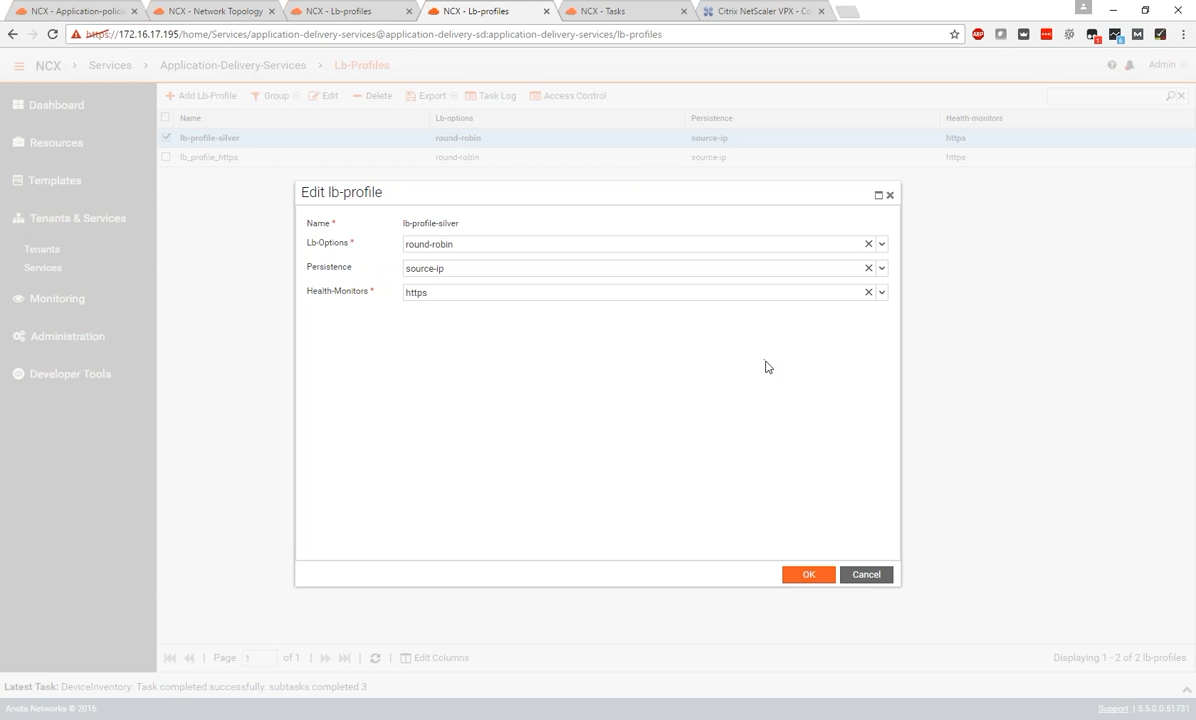 NCX - Application-policie
NCX - Network Topology
NCX - Lb-profiles
NCX - Lb-profiles
NCX - Tasks
Citrix NetScaler VPX - Co
https://172.16.17.195/home/Services/application-delivery-services@application-delivery-sd:application-delivery-services/lb-profiles
NCX > Services > Application-Delivery-Services > Lb-Profiles
Admin
Dashboard
Resources
Templates
Tenants & Services
Tenants
Services
Monitoring
Administration
Developer Tools
Add Lb-Profile Group Edit Delete Export Task Log Access Control
Name Lb-options Persistence Health-monitors
lb-profile-silver round-robin source-ip https
lb_profile_https round-robin source-ip https
Edit lb-profile
Name * lb-profile-silver
Lb-Options * round-robin
Persistence source-ip
Health-Monitors * https
OK Cancel
Page 1 of 1 Edit Columns Displaying 1 - 2 of 2 lb-profiles
Latest Task: DeviceInventory: Task completed successfully. subtasks completed 3
Anuta Networks © 2016 Support | 5.5.0.0.51731